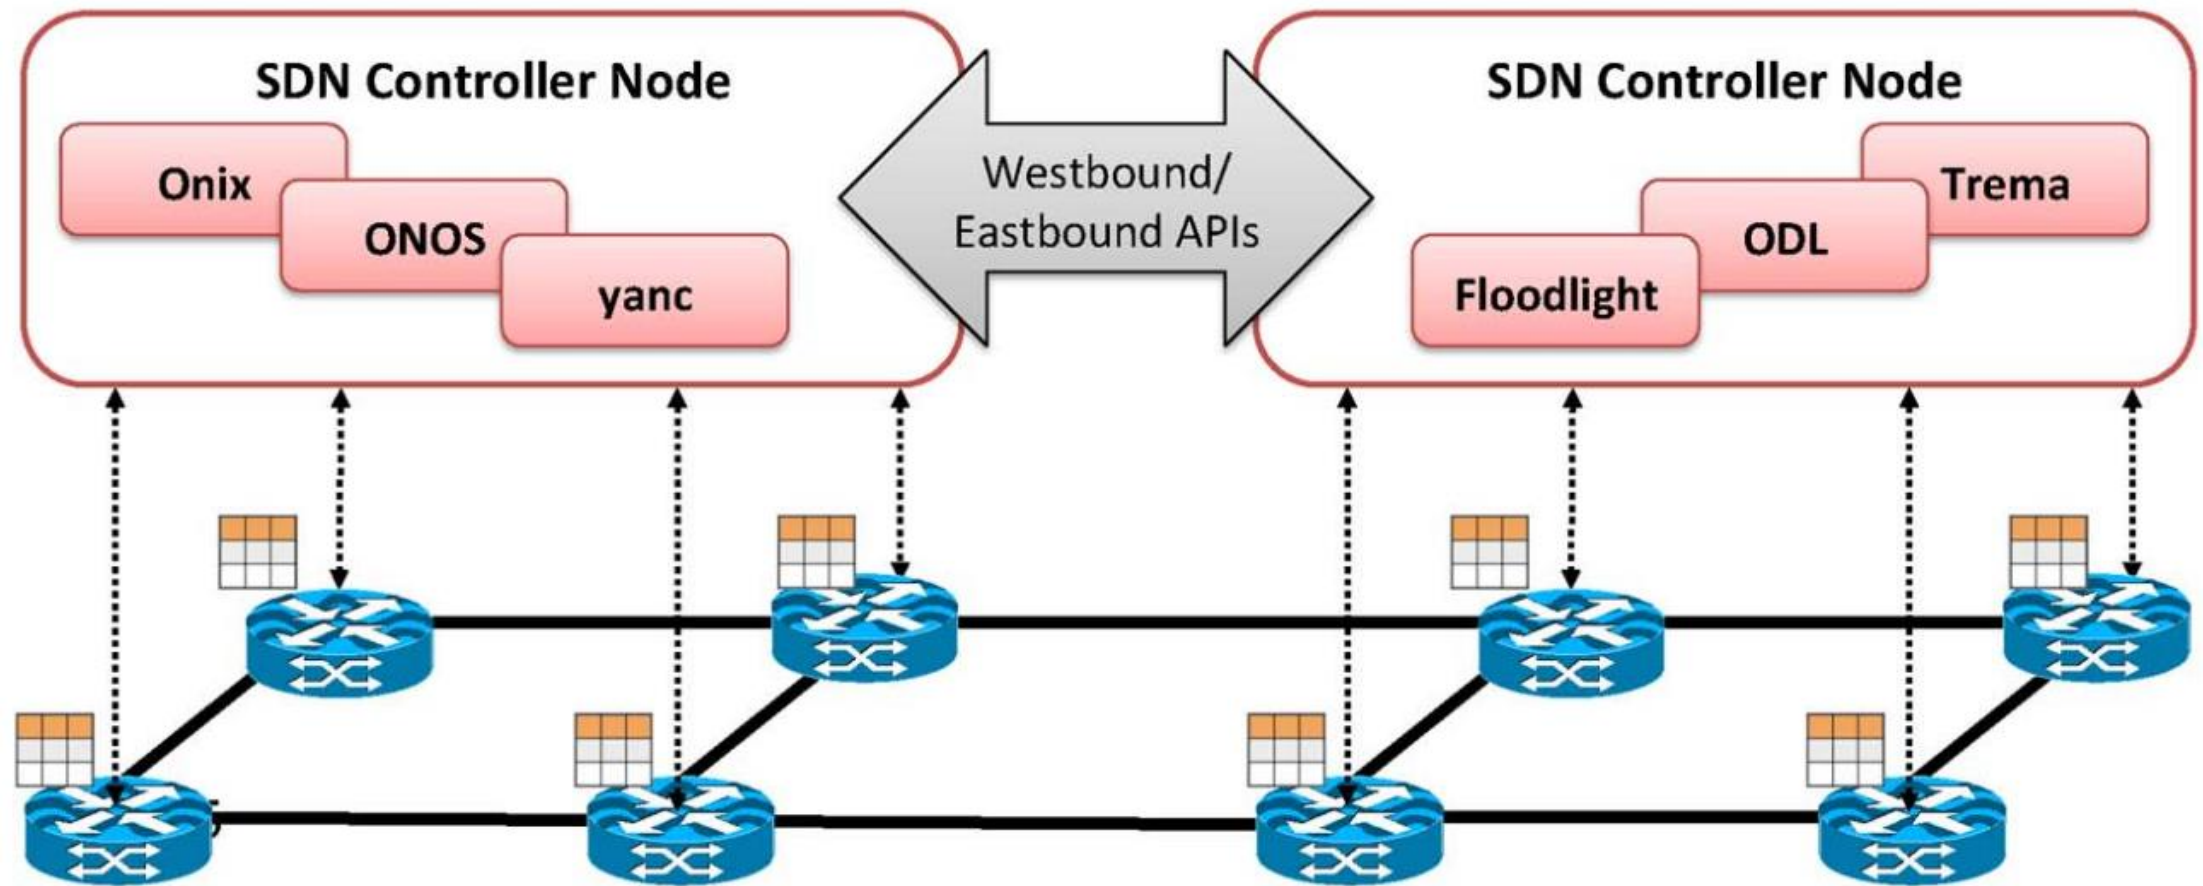 SDN Controller Node
Onix
ONOS
yanc
Westbound/
Eastbound APIs
SDN Controller Node
Trema
ODL
Floodlight